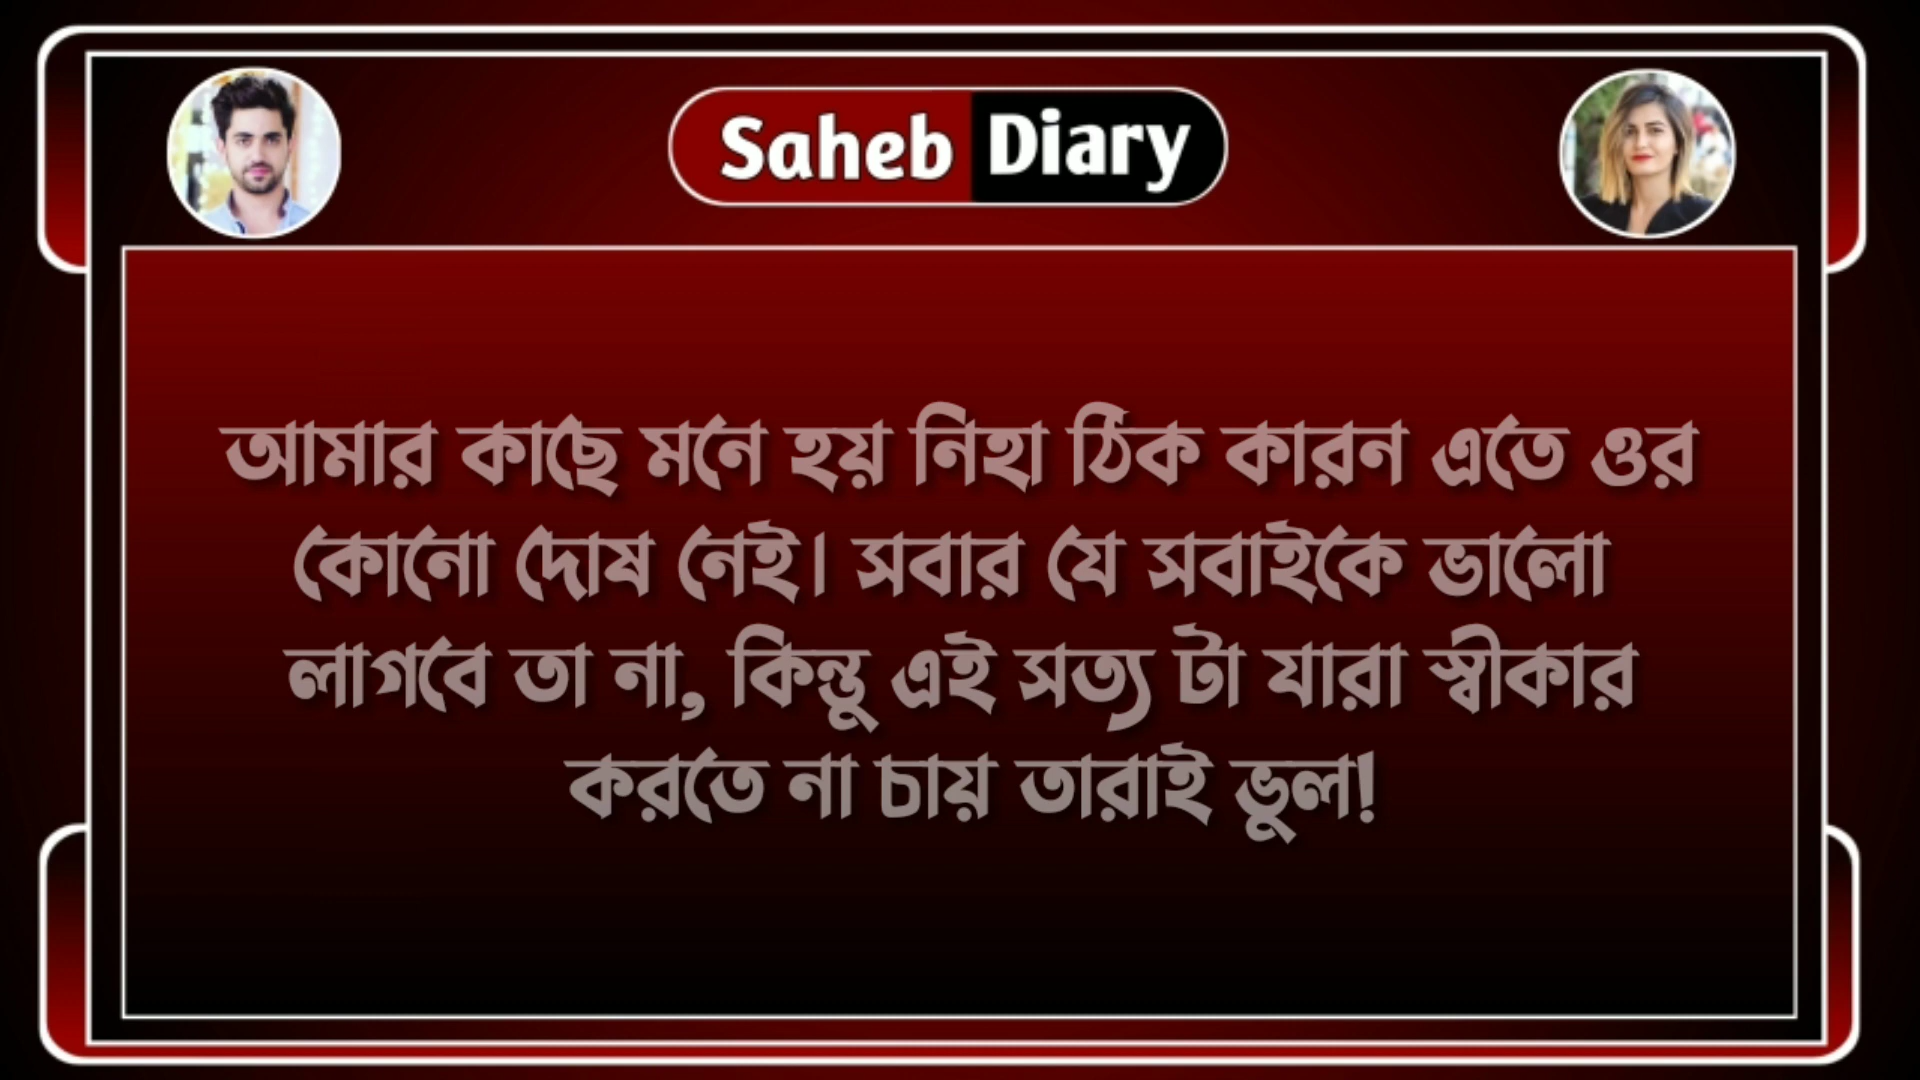 Saheb Diary
আমার কাছে মনে হয় নিহা ঠিক কারন এতে ওর
কোনো দোষ নেই। সবার যে সবাইকে ভালো
লাগবে তা না, কিন্তু এই সত্য টা যারা স্বীকার
করতে না চায় তারাই ভুল!